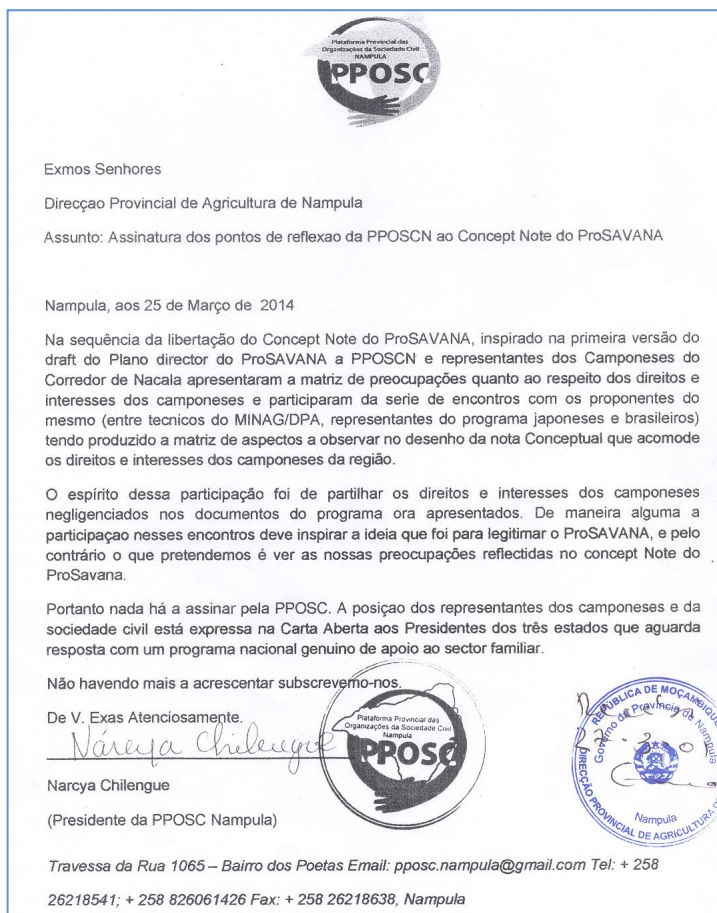 Plataforma Provincial das
Organizações da Sociedade Civil
NAMPULA
PPOSC
Exmos Senhores
Direcçao Provincial de Agricultura de Nampula
Assunto: Assinatura dos pontos de reflexao da PPOSCN ao Concept Note do ProSAVANA
Nampula, aos 25 de Março de 2014
Na sequência da libertação do Concept Note do ProSAVANA, inspirado na primeira versão do
draft do Plano director do ProSAVANA a PPOSCN e representantes dos Camponeses do
Corredor de Nacala apresentaram a matriz de preocupações quanto ao respeito dos direitos e
interesses dos camponeses e participaram da serie de encontros com os proponentes do
mesmo (entre tecnicos do MINAG/DPA, representantes do programa japoneses e brasileiros)
tendo produzido a matriz de aspectos a observar no desenho da nota Conceptual que acomode
os direitos e interesses dos camponeses da região.
O espírito dessa participação foi de partilhar os direitos e interesses dos camponeses
negligenciados nos documentos do programa ora apresentados. De maneira alguma a
participaçao nesses encontros deve inspirar a ideia que foi para legitimar o ProSAVANA, e pelo
contrário o que pretendemos é ver as nossas preocupações reflectidas no concept Note do
ProSavana.
Portanto nada há a assinar pela PPOSC. A posiçao dos representantes dos camponeses e da
sociedade civil está expressa na Carta Aberta aos Presidentes dos três estados que aguarda
resposta com um programa nacional genuino de apoio ao sector familiar.
Não havendo mais a acrescentar subscrevemo-nos.
De V. Exas Atenciosamente.
Nárcya Chilengue
Plataforma Provincial das
Organizações da Sociedade Civil
Nampula
PPOSC
REPÚBLICA DE MOÇAMBIQUE
Governo da Província de Nampula
Nampula
DIRECÇÃO PROVINCIAL DE AGRICULTURA
Narcya Chilengue
(Presidente da PPOSC Nampula)
Travessa da Rua 1065 – Bairro dos Poetas Email: pposc.nampula@gmail.com Tel: + 258
26218541; + 258 826061426 Fax: + 258 26218638, Nampula